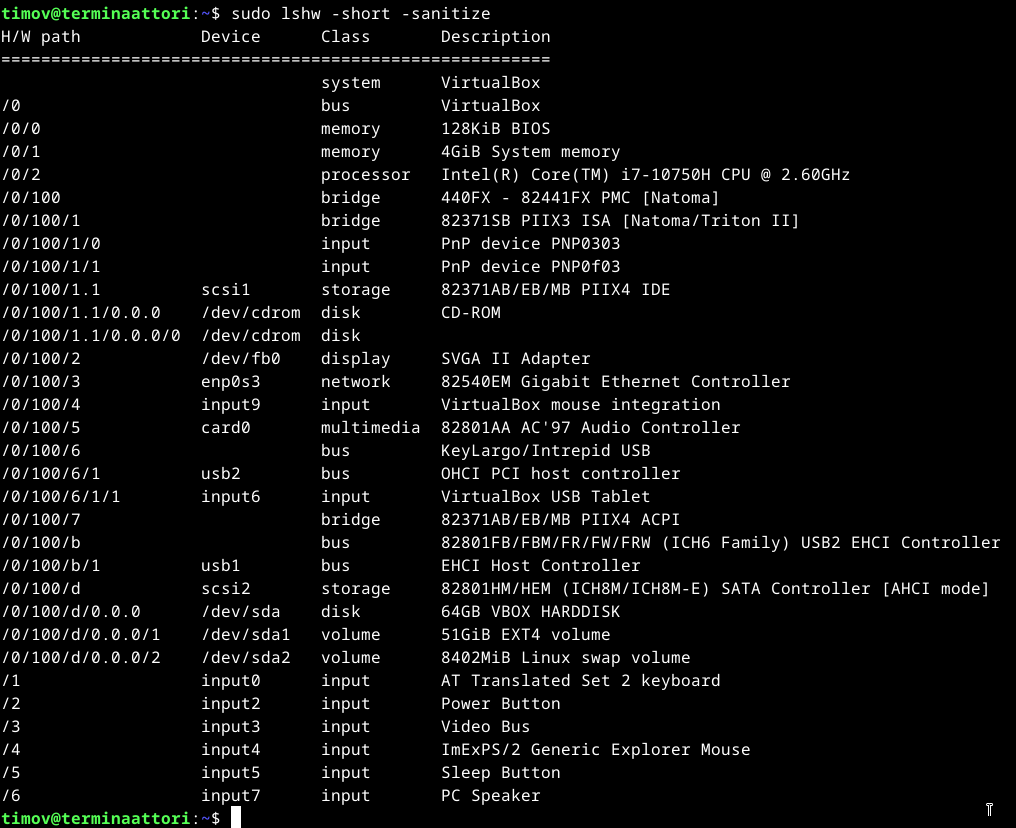 timov@terminaattori:~$ sudo lshw -short -sanitize
H/W path            Device      Class       Description
=======================================================
                                system      VirtualBox
/0                              bus         VirtualBox
/0/0                            memory      128KiB BIOS
/0/1                            memory      4GiB System memory
/0/2                            processor   Intel(R) Core(TM) i7-10750H CPU @ 2.60GHz
/0/100                          bridge      440FX - 82441FX PMC [Natoma]
/0/100/1                        bridge      82371SB PIIX3 ISA [Natoma/Triton II]
/0/100/1/0                      input       PnP device PNP0303
/0/100/1/1                      input       PnP device PNP0f03
/0/100/1.1          scsi1       storage     82371AB/EB/MB PIIX4 IDE
/0/100/1.1/0.0.0    /dev/cdrom  disk        CD-ROM
/0/100/1.1/0.0.0/0  /dev/cdrom  disk
/0/100/2            /dev/fb0    display     SVGA II Adapter
/0/100/3            enp0s3      network     82540EM Gigabit Ethernet Controller
/0/100/4            input9      input       VirtualBox mouse integration
/0/100/5            card0       multimedia  82801AA AC'97 Audio Controller
/0/100/6                        bus         KeyLargo/Intrepid USB
/0/100/6/1          usb2        bus         OHCI PCI host controller
/0/100/6/1/1        input6      input       VirtualBox USB Tablet
/0/100/7                        bridge      82371AB/EB/MB PIIX4 ACPI
/0/100/b                        bus         82801FB/FBM/FR/FW/FRW (ICH6 Family) USB2 EHCI Controller
/0/100/b/1          usb1        bus         EHCI Host Controller
/0/100/d            scsi2       storage     82801HM/HEM (ICH8M/ICH8M-E) SATA Controller [AHCI mode]
/0/100/d/0.0.0      /dev/sda    disk        64GB VBOX HARDDISK
/0/100/d/0.0.0/1    /dev/sda1   volume      51GiB EXT4 volume
/0/100/d/0.0.0/2    /dev/sda2   volume      8402MiB Linux swap volume
/1                  input0      input       AT Translated Set 2 keyboard
/2                  input2      input       Power Button
/3                  input3      input       Video Bus
/4                  input4      input       ImExPS/2 Generic Explorer Mouse
/5                  input5      input       Sleep Button
/6                  input7      input       PC Speaker
timov@terminaattori:~$